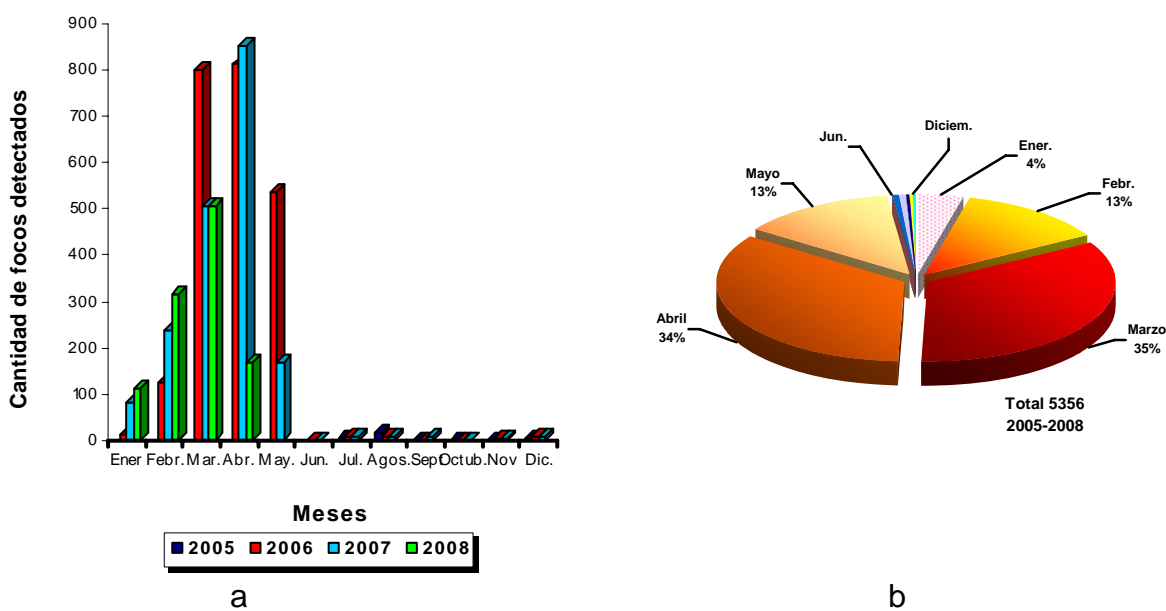 Cantidad de focos detectados
900
800
700
600
500
400
300
200
100
0
Ener Febr. Mar. Abr. May. Jun. Jul. Agos. Sept Octub. Nov Dic.
Meses
2005 2006 2007 2008
a
Jun.
Diciem.
Ener.
4%
Mayo
13%
Febr.
13%
Abril
34%
Marzo
35%
Total 5356
2005-2008
b